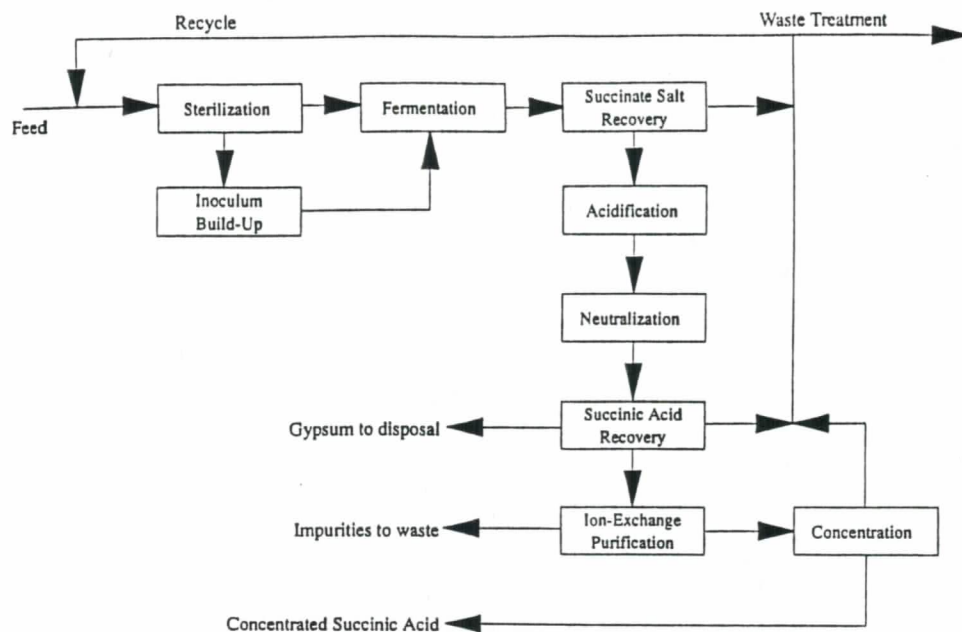 Recycle
Waste Treatment
Feed
Sterilization
Fermentation
Succinate Salt
Recovery
Inoculum
Build-Up
Acidification
Neutralization
Gypsum to disposal
Succinic Acid
Recovery
Impurities to waste
Ion-Exchange
Purification
Concentration
Concentrated Succinic Acid